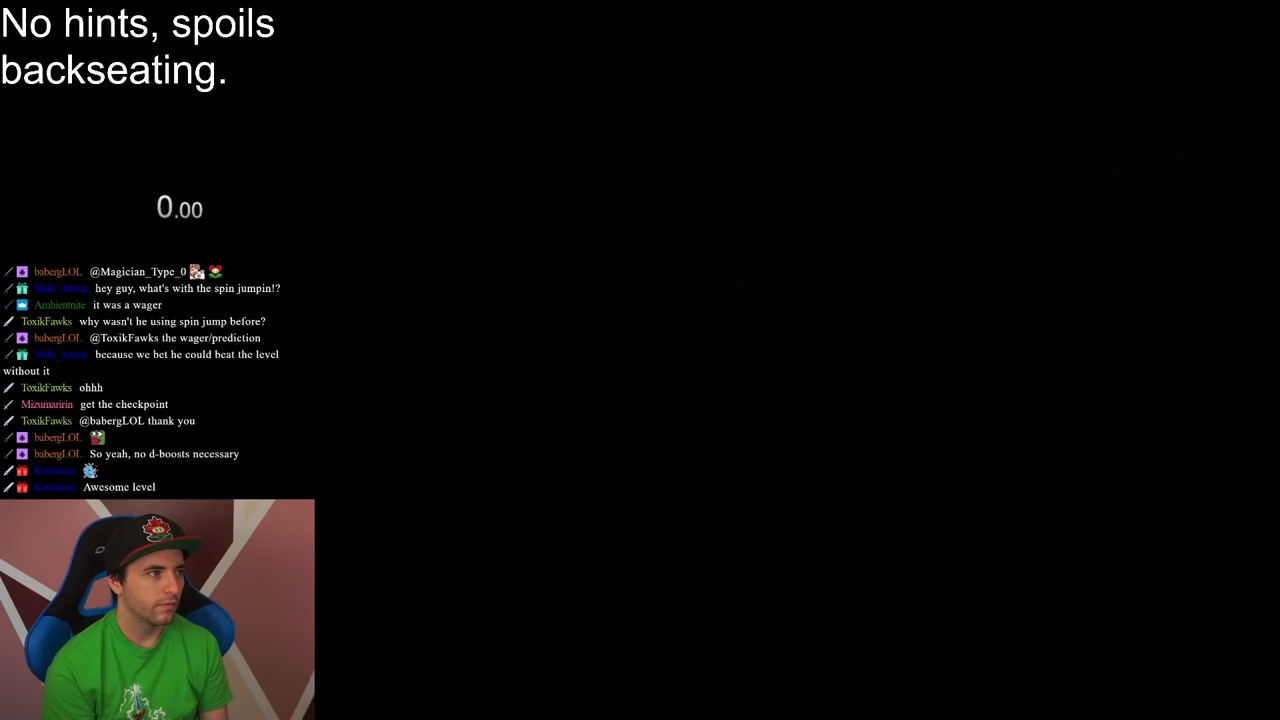 No hints, spoils
backseating.
0.00
babergLOL @Magician_Type_0
hey guy, what's with the spin jumpin!?
Ambientnite it was a wager
ToxikFawks why wasn't he using spin jump before?
babergLOL @ToxikFawks the wager/prediction
because we bet he could beat the level
without it
ToxikFawks ohhh
Mizumaririn get the checkpoint
ToxikFawks @babergLOL thank you
babergLOL
babergLOL So yeah, no d-boosts necessary
Awesome level